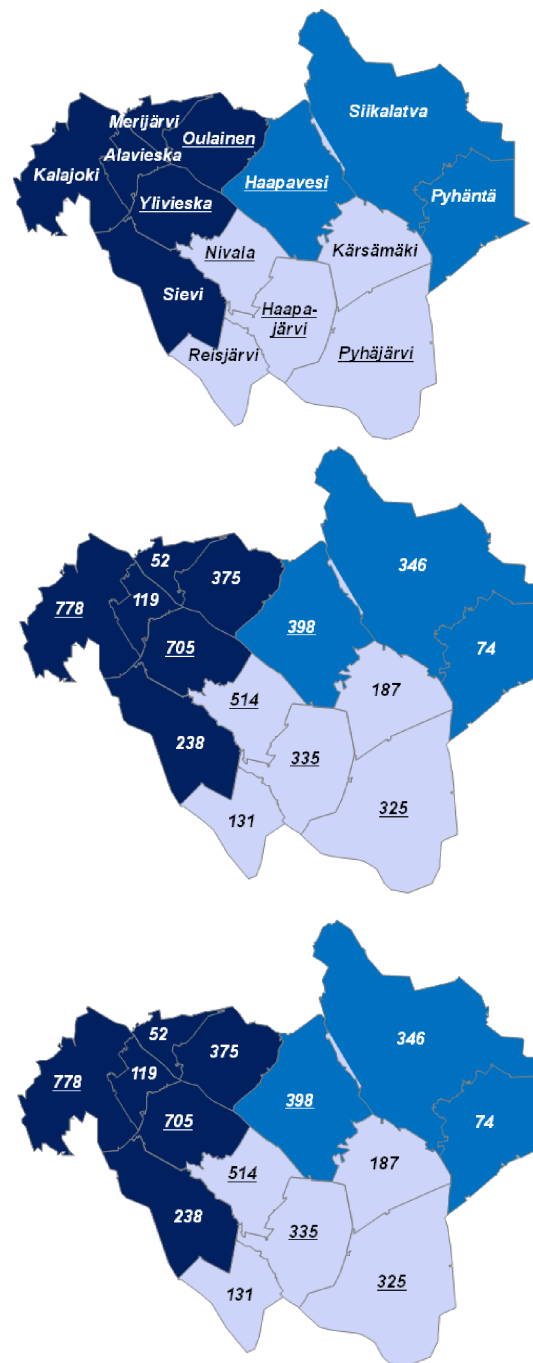 Siikalatva
Merijärvi
Oulainen
Alavieska
Kalajoki
Haapavesi
Pyhäntä
Ylivieska
Nivala
Kärsämäki
Sievi
Haapa-
järvi
Reisjärvi
Pyhäjärvi
52
375
346
778
119
398
705
74
514
187
238
335
325
131
52
375
346
778
119
398
705
74
514
187
238
335
325
131